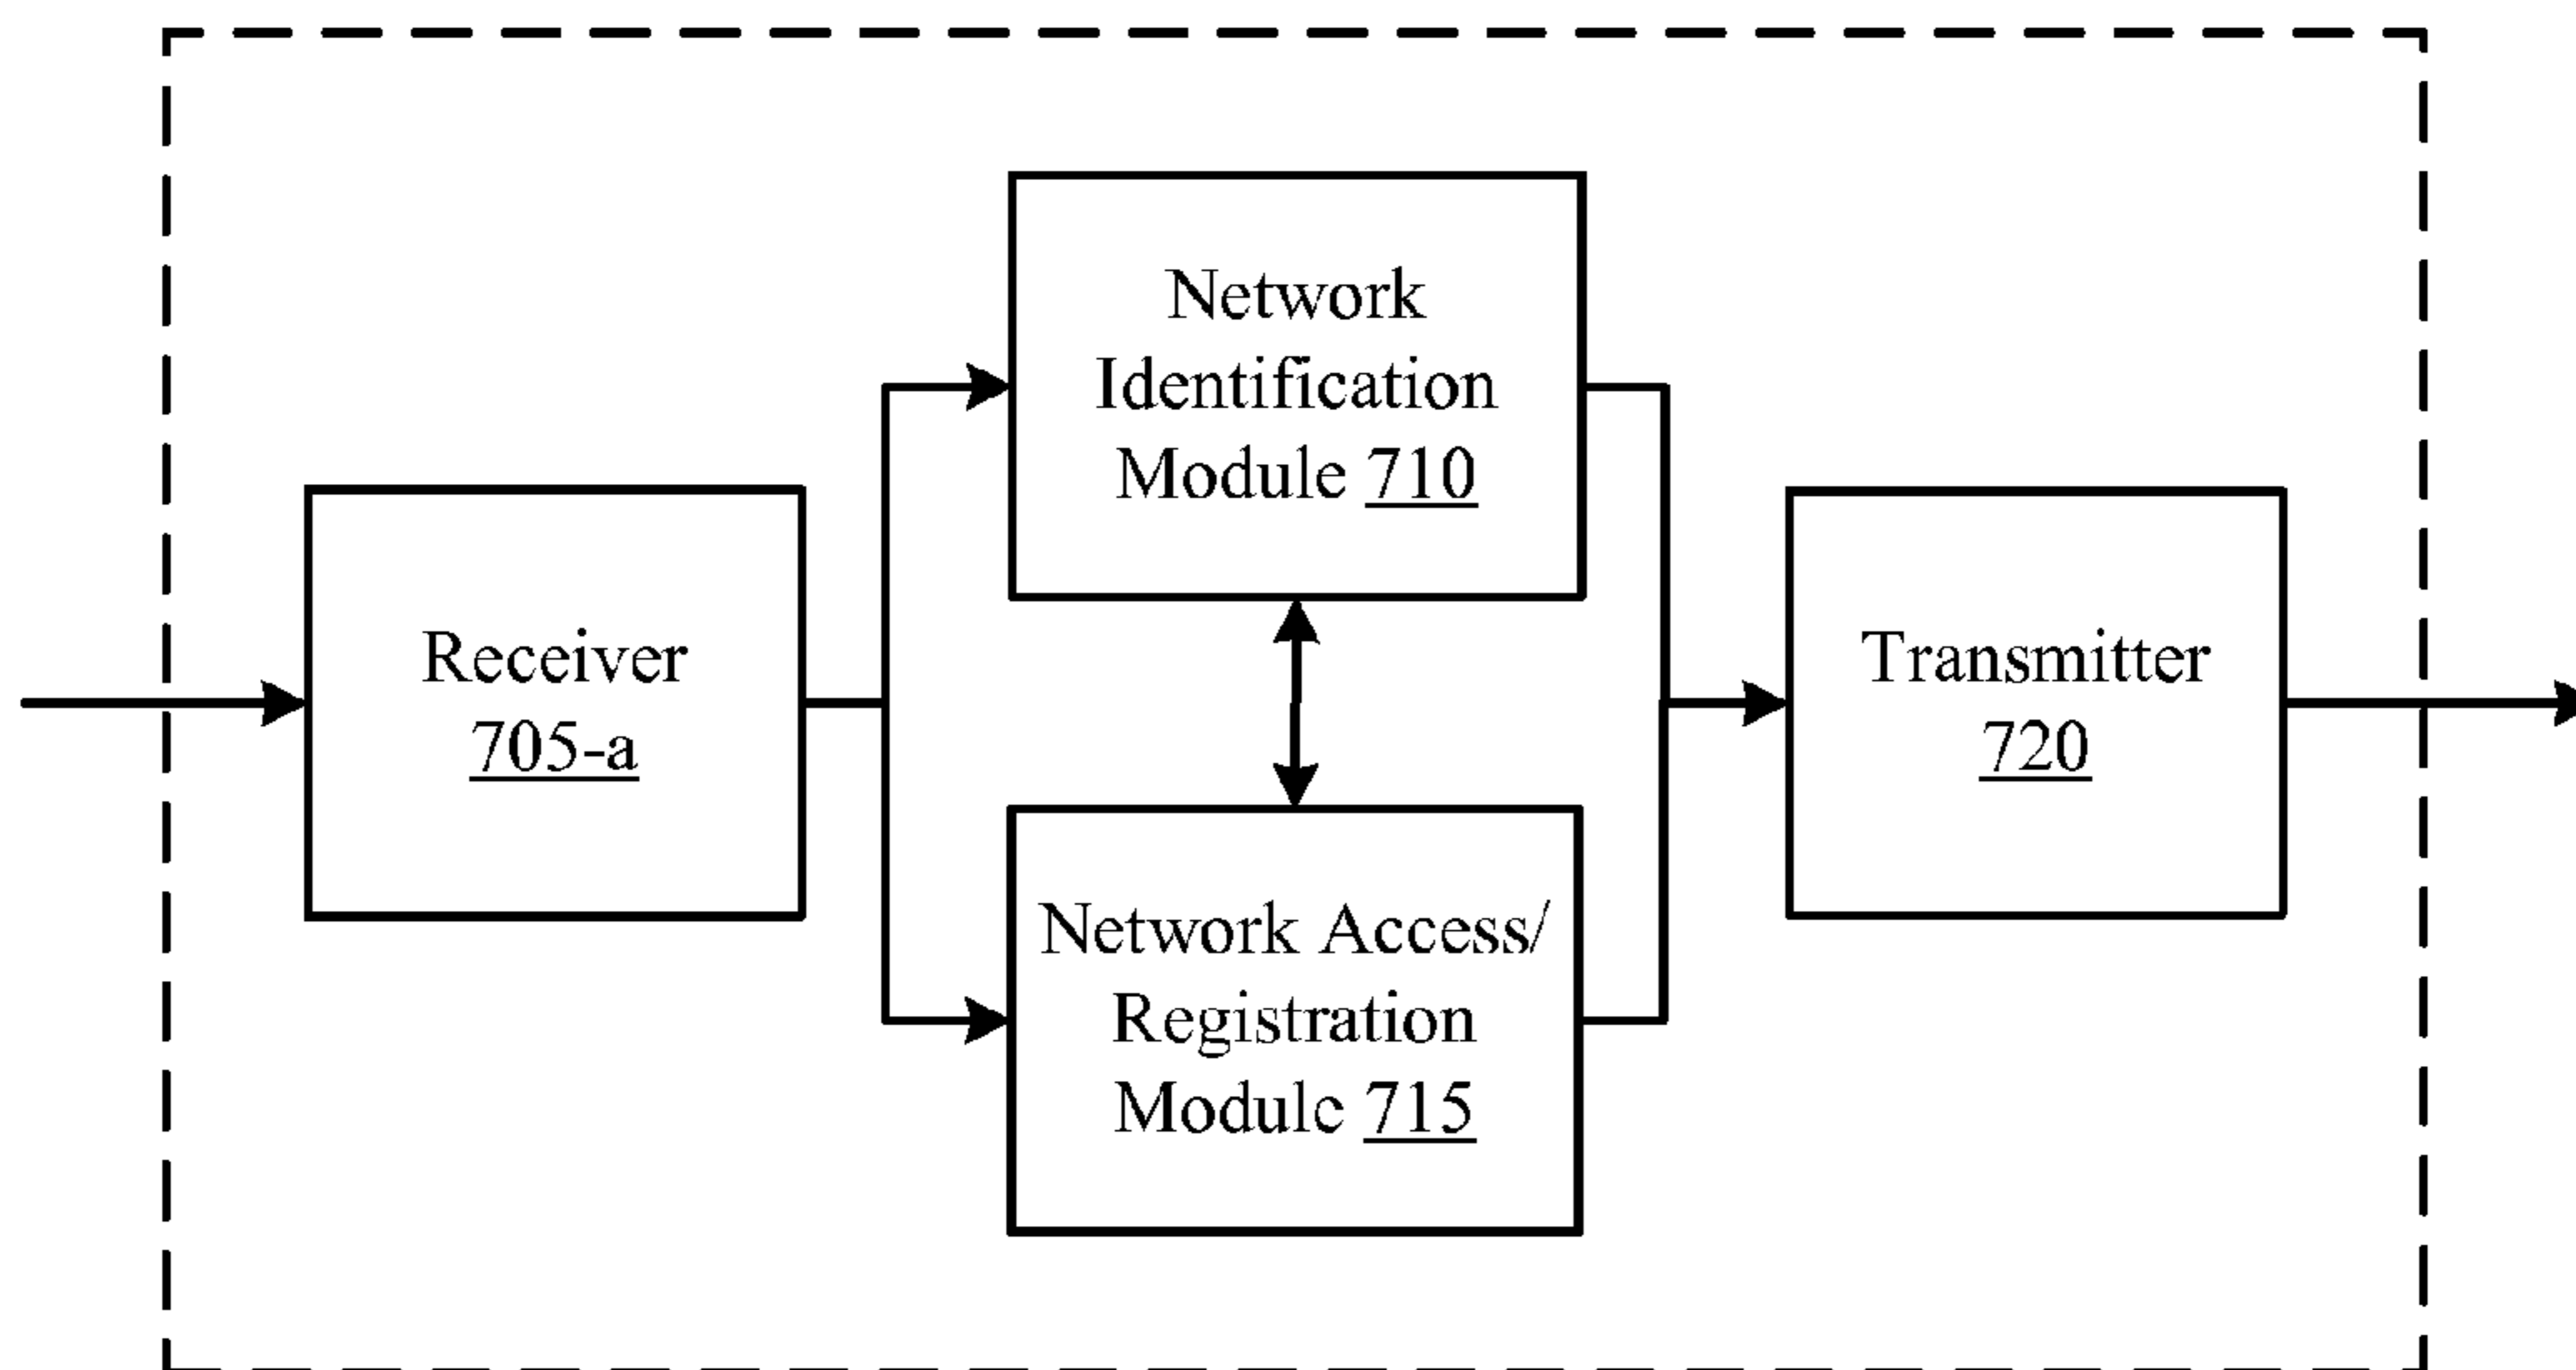 Network
Identification
Module 710
Receiver
705-a
Transmitter
720
Network Access/
Registration
Module 715